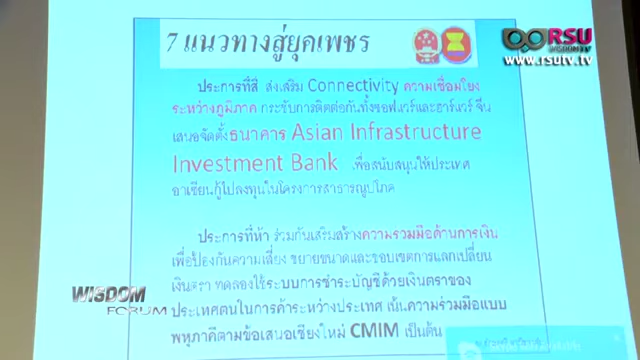 7 แนวทางสู่ยุคเพชร
RSU
WISDOM TV
www.rsutv.tv
ประการที่สี่ ส่งเสริม Connectivity ความเชื่อมโยง
ระหว่างภูมิภาค กระชับการติดต่อกันทั้งซอฟแวร์และฮาร์แวร์ จีน
เสนอจัดตั้งธนาคาร Asian Infrastructure
Investment Bank เพื่อสนับสนุนให้ประเทศ
อาเซียนกู้ไปลงทุนในโครงการสาธารณูปโภค
ประการที่ห้า ร่วมกันเสริมสร้างความร่วมมือด้านการเงิน
เพื่อป้องกันความเสี่ยง ขยายขนาดและขอบเขตการแลกเปลี่ยน
เงินตรา ทดลองใช้ระบบการชำระบัญชีด้วยเงินตราของ
ประเทศตนในการค้าระหว่างประเทศ เน้นความร่วมมือแบบ
พหุภาคีตามข้อเสนอเชียงใหม่ CMIM เป็นต้น
WISDOM
FORUM